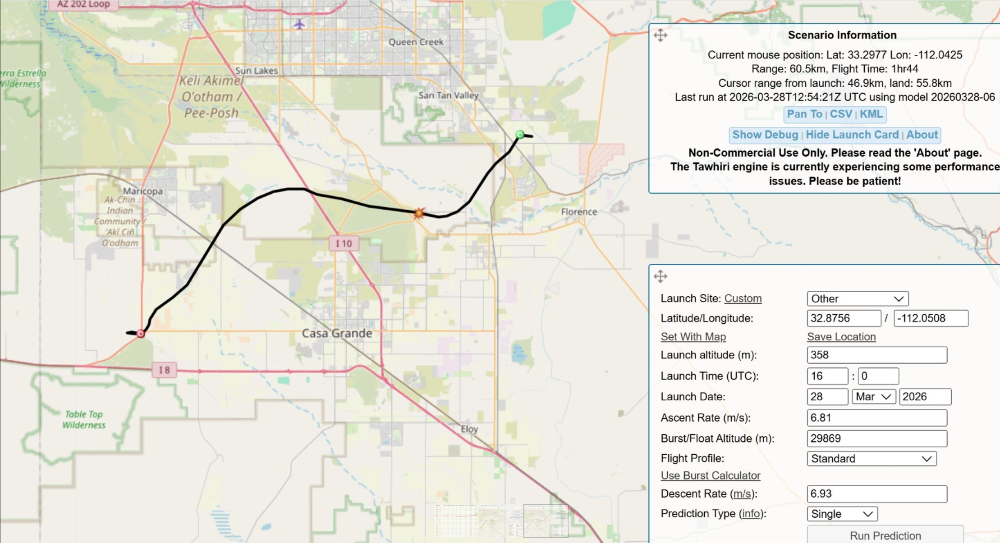 AZ 202 Loop
Queen Creek
Sun Lakes
erra Estrella
Wilderness
Keli Akimel
O'otham /
Pee-Posh
San Tan Valley
Maricopa
Ak-Chin
Indian
Community /
'Akĭ Ciñ
O'odham
Florence
I 10
Casa Grande
I 8
Table Top
Wilderness
Eloy
Scenario Information
Current mouse position: Lat: 33.2977 Lon: -112.0425
Range: 60.5km, Flight Time: 1hr44
Cursor range from launch: 46.9km, land: 55.8km
Last run at 2026-03-28T12:54:21Z UTC using model 20260328-06
Pan To | CSV | KML
Show Debug | Hide Launch Card | About
Non-Commercial Use Only. Please read the 'About' page.
The Tawhiri engine is currently experiencing some performance
issues. Please be patient!
Launch Site: Custom Other
Latitude/Longitude: 32.8756 / -112.0508
Set With Map Save Location
Launch altitude (m): 358
Launch Time (UTC): 16 : 0
Launch Date: 28 Mar 2026
Ascent Rate (m/s): 6.81
Burst/Float Altitude (m): 29869
Flight Profile: Standard
Use Burst Calculator
Descent Rate (m/s): 6.93
Prediction Type (info): Single
Run Prediction